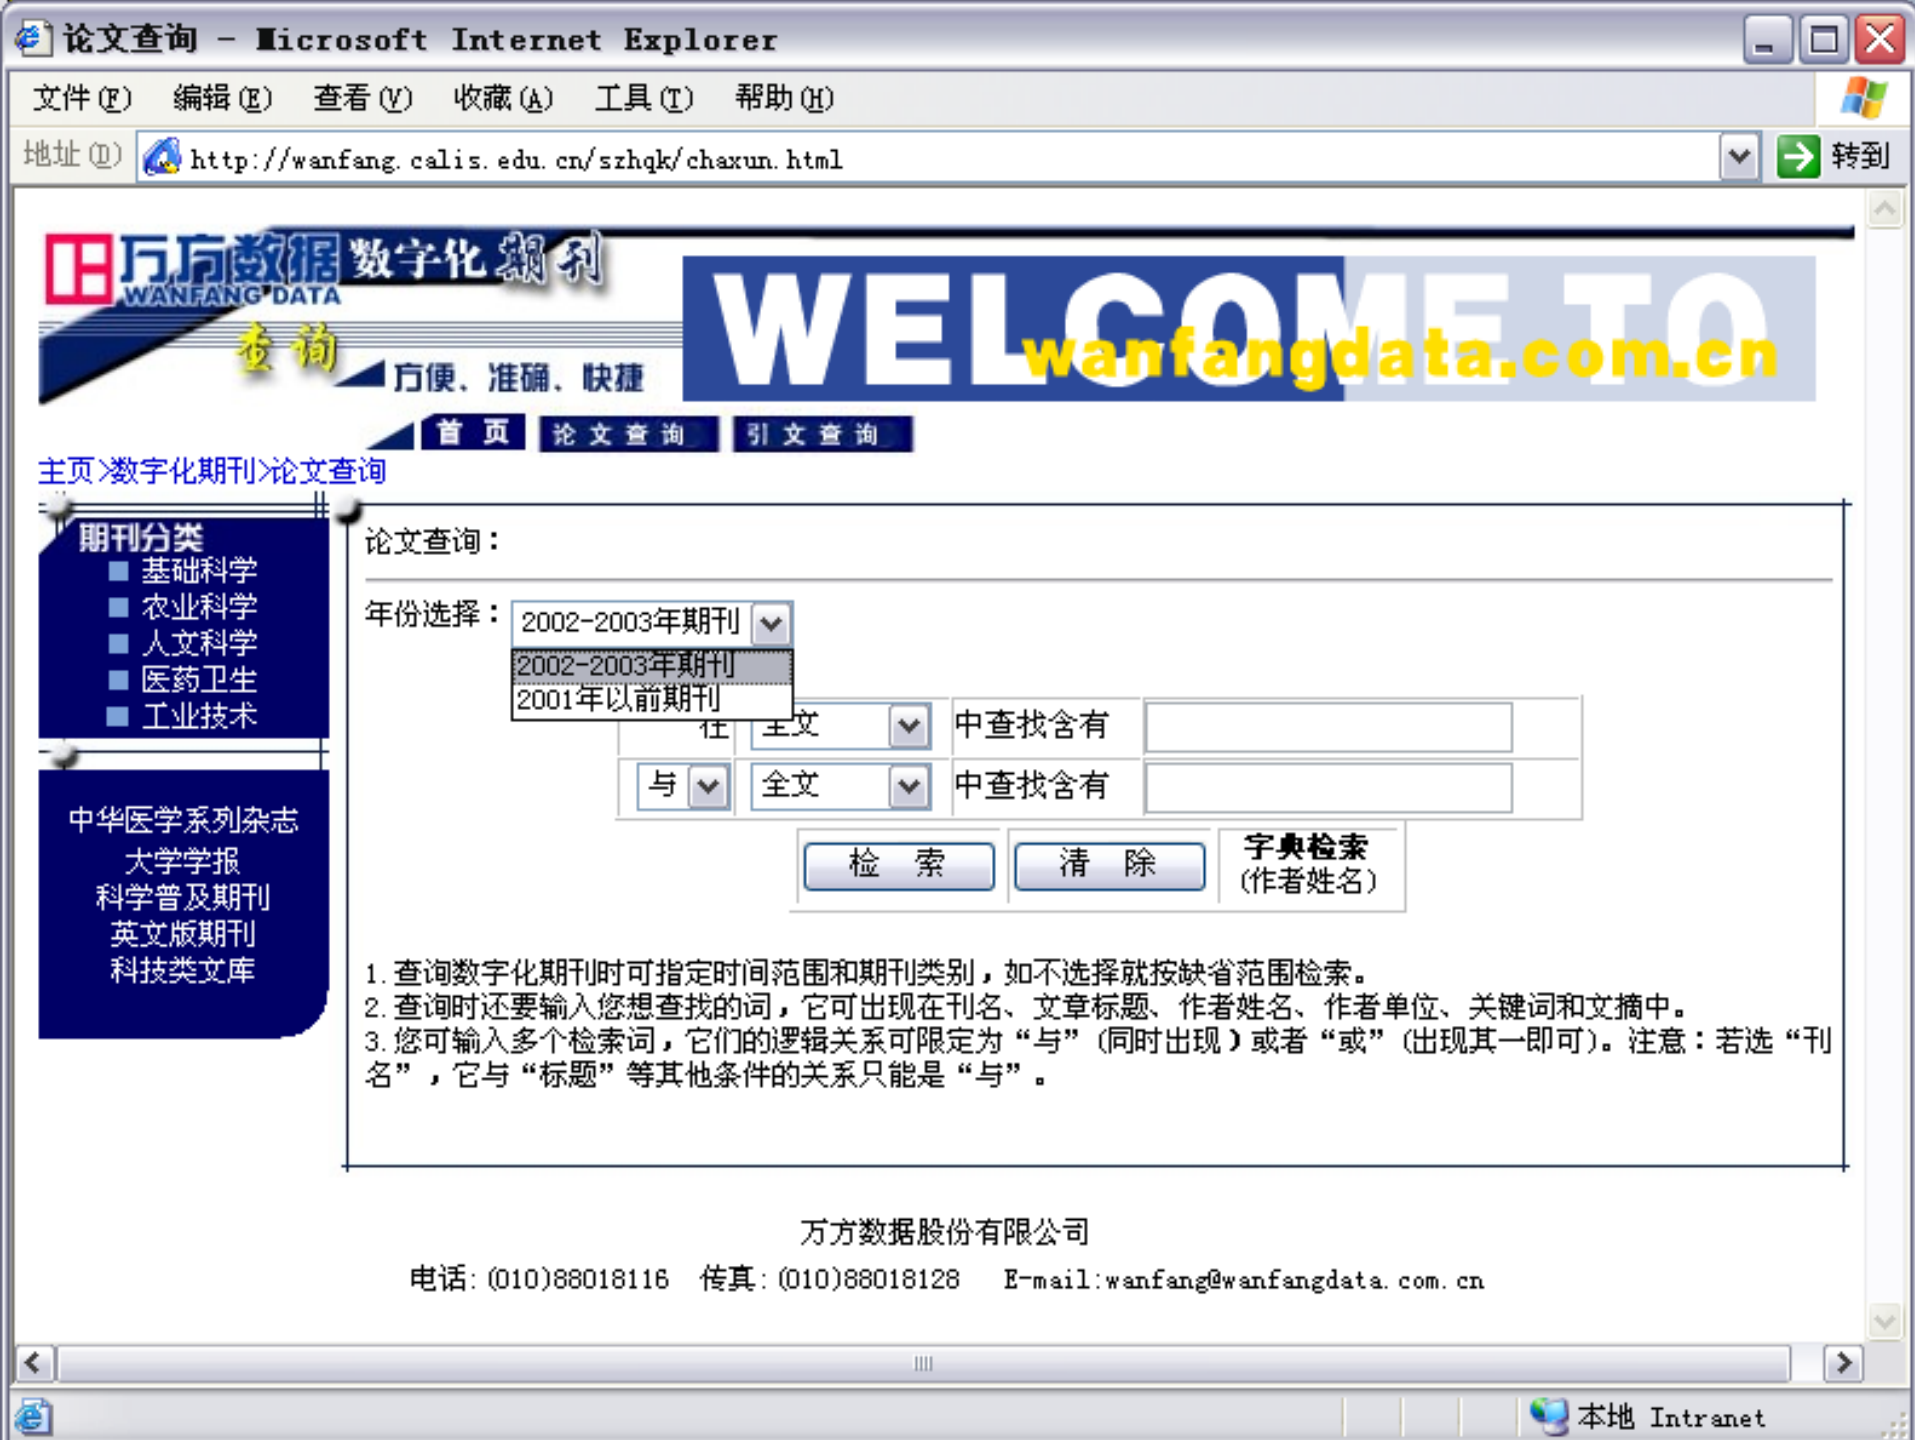 论文查询 - Microsoft Internet Explorer
文件(F) 编辑(E) 查看(V) 收藏(A) 工具(T) 帮助(H)
地址(D) http://wanfang.calis.edu.cn/szhqk/chaxun.html 转到
万方数据 数字化期刊
WANFANG DATA
WELCOME TO
wanfangdata.com.cn
查询
方便、准确、快捷
首页 论文查询 引文查询
主页>数字化期刊>论文查询
期刊分类
基础科学
农业科学
人文科学
医药卫生
工业技术
中华医学系列杂志
大学学报
科学普及期刊
英文版期刊
科技类文库
论文查询：
年份选择： 2002-2003年期刊
2002-2003年期刊
2001年以前期刊
在 全文 中查找含有
与 全文 中查找含有
检 索 清 除 字典检索
(作者姓名)
1.查询数字化期刊时可指定时间范围和期刊类别，如不选择就按缺省范围检索。
2.查询时还要输入您想查找的词，它可出现在刊名、文章标题、作者姓名、作者单位、关键词和文摘中。
3.您可输入多个检索词，它们的逻辑关系可限定为“与”(同时出现)或者“或”(出现其一即可)。注意：若选“刊
名”，它与“标题”等其他条件的关系只能是“与”。
万方数据股份有限公司
电话:(010)88018116 传真:(010)88018128 E-mail:wanfang@wanfangdata.com.cn
本地 Intranet